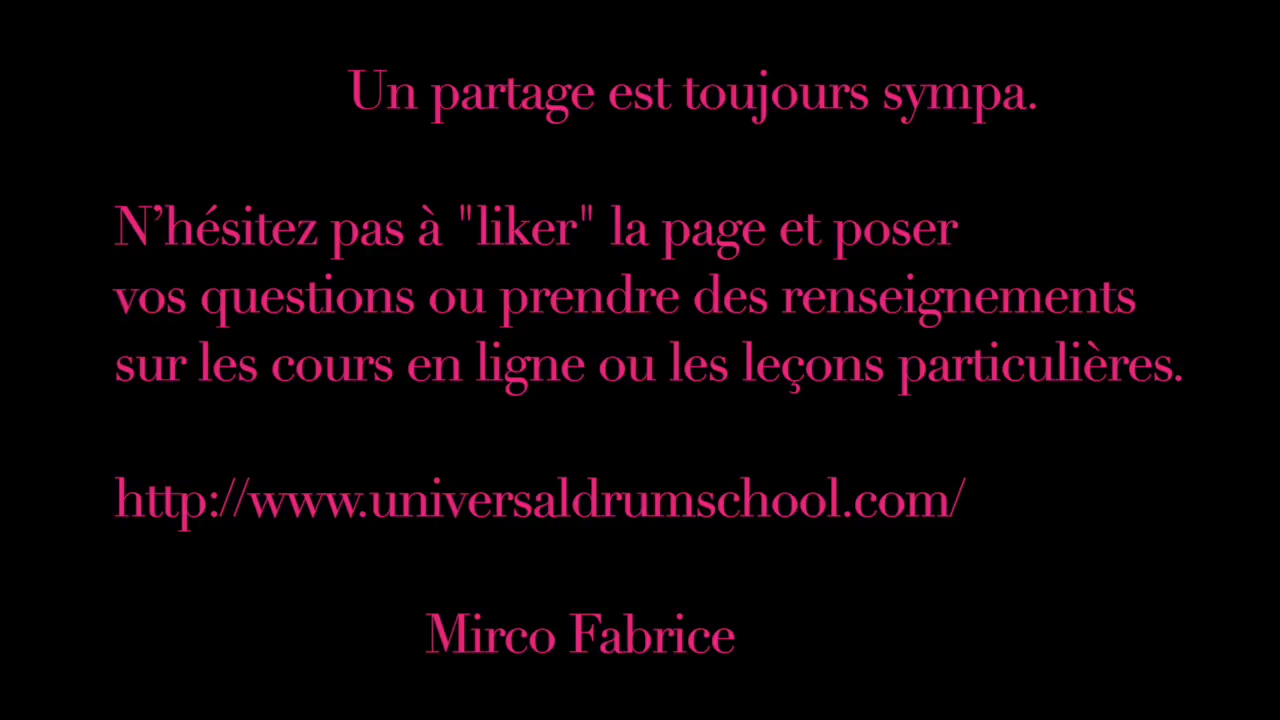 Un partage est toujours sympa.
N’hésitez pas à "liker" la page et poser
vos questions ou prendre des renseignements
sur les cours en ligne ou les leçons particulières.
http://www.universaldrumschool.com/
Mirco Fabrice